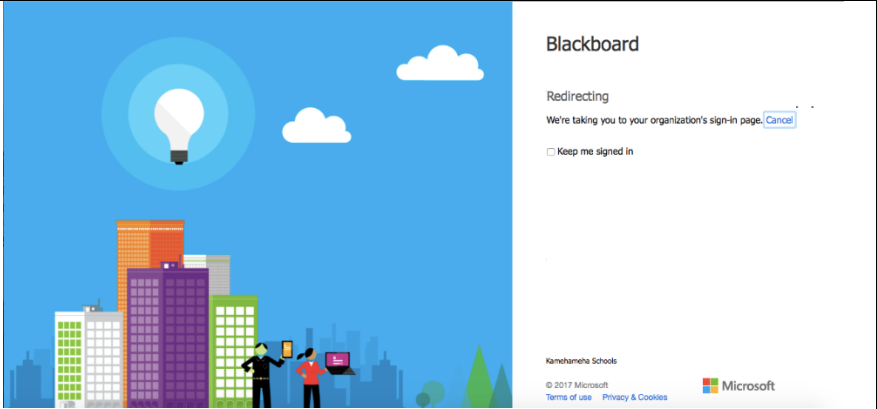 Blackboard
Redirecting
We're taking you to your organization's sign-in page. Cancel
Keep me signed in
Kamehameha Schools
© 2017 Microsoft
Terms of use Privacy & Cookies
Microsoft